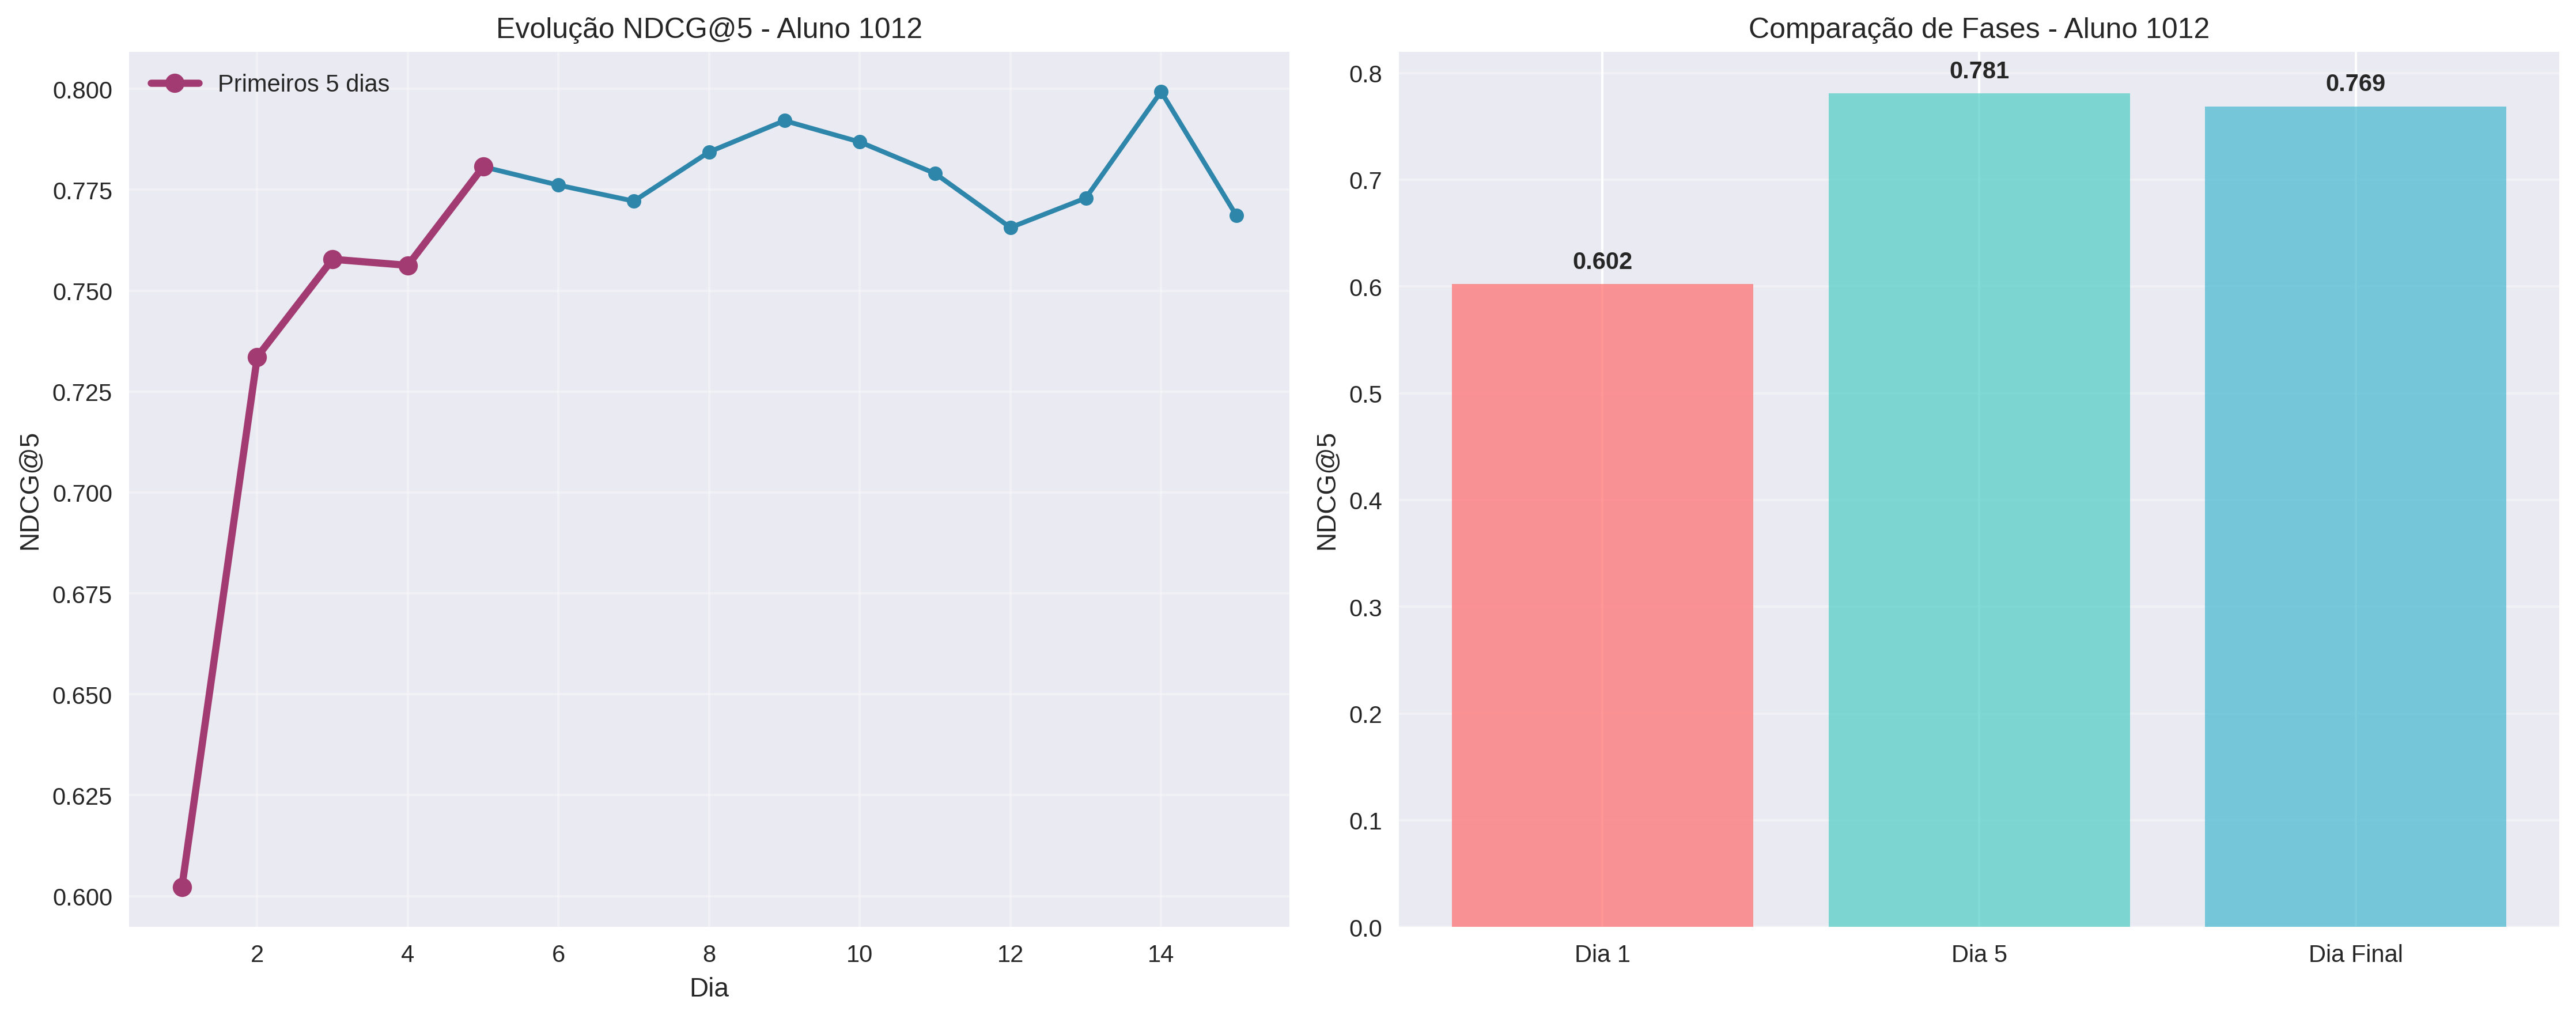 Evolução NDCG@5 - Aluno 1012
Primeiros 5 dias
0.800
0.775
0.750
0.725
0.700
0.675
0.650
0.625
0.600
NDCG@5
2 4 6 8 10 12 14
Dia
Comparação de Fases - Aluno 1012
0.8
0.7
0.6
0.5
0.4
0.3
0.2
0.1
0.0
NDCG@5
0.602
0.781
0.769
Dia 1 Dia 5 Dia Final